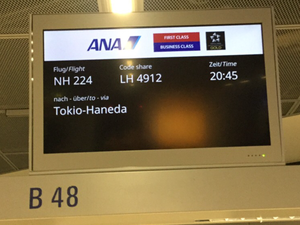 ANA
FIRST CLASS
BUSINESS CLASS
Flug/Flight Code share Zeit/Time
NH 224 LH 4912 20:45
nach - über/to - via
Tokio-Haneda
B 48